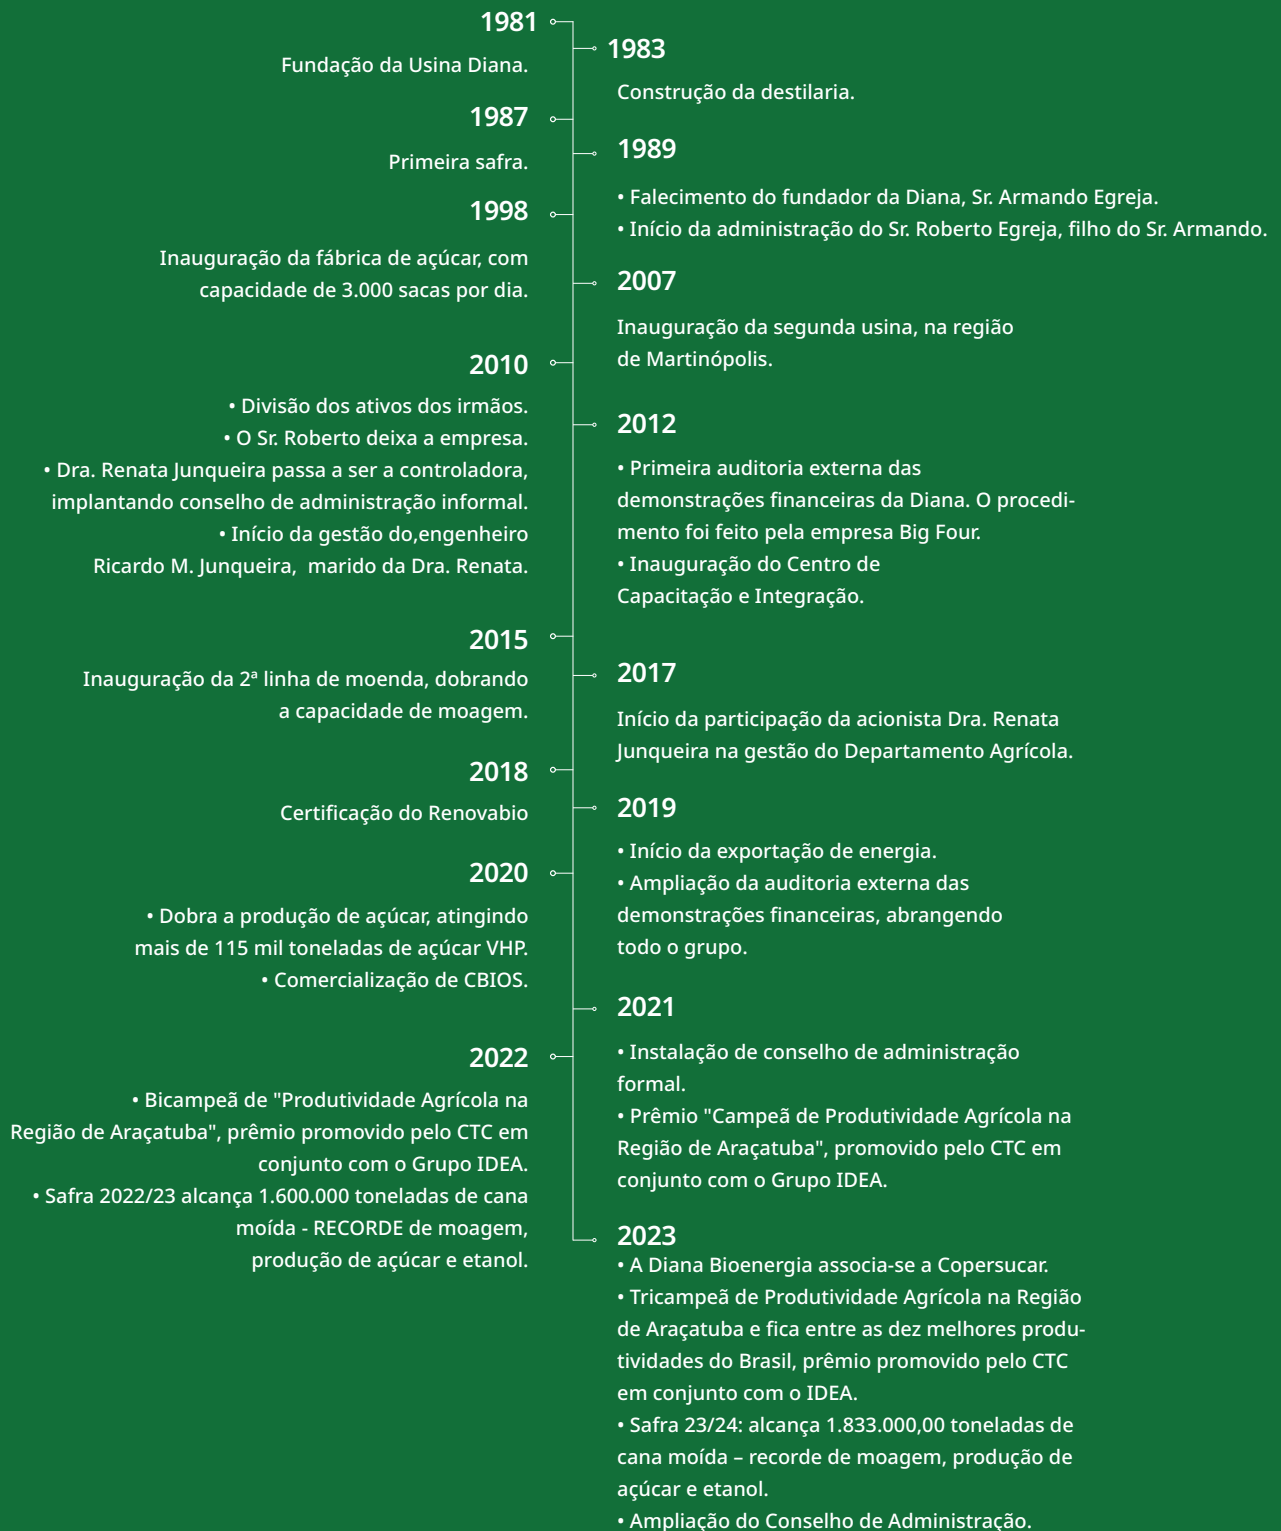 1981
Fundação da Usina Diana.
1983
Construção da destilaria.
1987
Primeira safra.
1989
• Falecimento do fundador da Diana, Sr. Armando Egreja.
• Início da administração do Sr. Roberto Egreja, filho do Sr. Armando.
1998
Inauguração da fábrica de açúcar, com
capacidade de 3.000 sacas por dia.
2007
Inauguração da segunda usina, na região
de Martinópolis.
2010
• Divisão dos ativos dos irmãos.
• O Sr. Roberto deixa a empresa.
• Dra. Renata Junqueira passa a ser a controladora,
implantando conselho de administração informal.
• Início da gestão do,engenheiro
Ricardo M. Junqueira,  marido da Dra. Renata.
2012
• Primeira auditoria externa das
demonstrações financeiras da Diana. O procedi-
mento foi feito pela empresa Big Four.
• Inauguração do Centro de
Capacitação e Integração.
2015
Inauguração da 2ª linha de moenda, dobrando
a capacidade de moagem.
2017
Início da participação da acionista Dra. Renata
Junqueira na gestão do Departamento Agrícola.
2018
Certificação do Renovabio
2019
• Início da exportação de energia.
• Ampliação da auditoria externa das
demonstrações financeiras, abrangendo
todo o grupo.
2020
• Dobra a produção de açúcar, atingindo
mais de 115 mil toneladas de açúcar VHP.
• Comercialização de CBIOS.
2021
• Instalação de conselho de administração
formal.
• Prêmio "Campeã de Produtividade Agrícola na
Região de Araçatuba", promovido pelo CTC em
conjunto com o Grupo IDEA.
2022
• Bicampeã de "Produtividade Agrícola na
Região de Araçatuba", prêmio promovido pelo CTC em
conjunto com o Grupo IDEA.
• Safra 2022/23 alcança 1.600.000 toneladas de cana
moída - RECORDE de moagem,
produção de açúcar e etanol.
2023
• A Diana Bioenergia associa-se a Copersucar.
• Tricampeã de Produtividade Agrícola na Região
de Araçatuba e fica entre as dez melhores produ-
tividades do Brasil, prêmio promovido pelo CTC
em conjunto com o IDEA.
• Safra 23/24: alcança 1.833.000,00 toneladas de
cana moída – recorde de moagem, produção de
açúcar e etanol.
• Ampliação do Conselho de Administração.